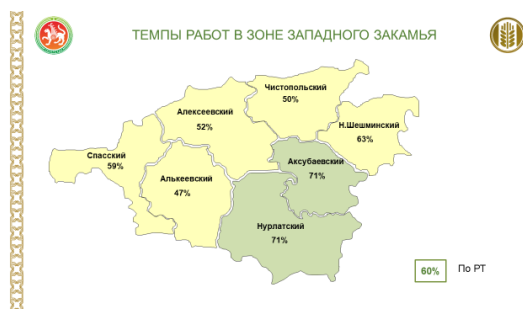 ТЕМПЫ РАБОТ В ЗОНЕ ЗАПАДНОГО ЗАКАМЬЯ
Чистопольский
50%
Алексеевский
52%
Н.Шешминский
63%
Спасский
59%
Аксубаевский
71%
Алькеевский
47%
Нурлатский
71%
60% По РТ